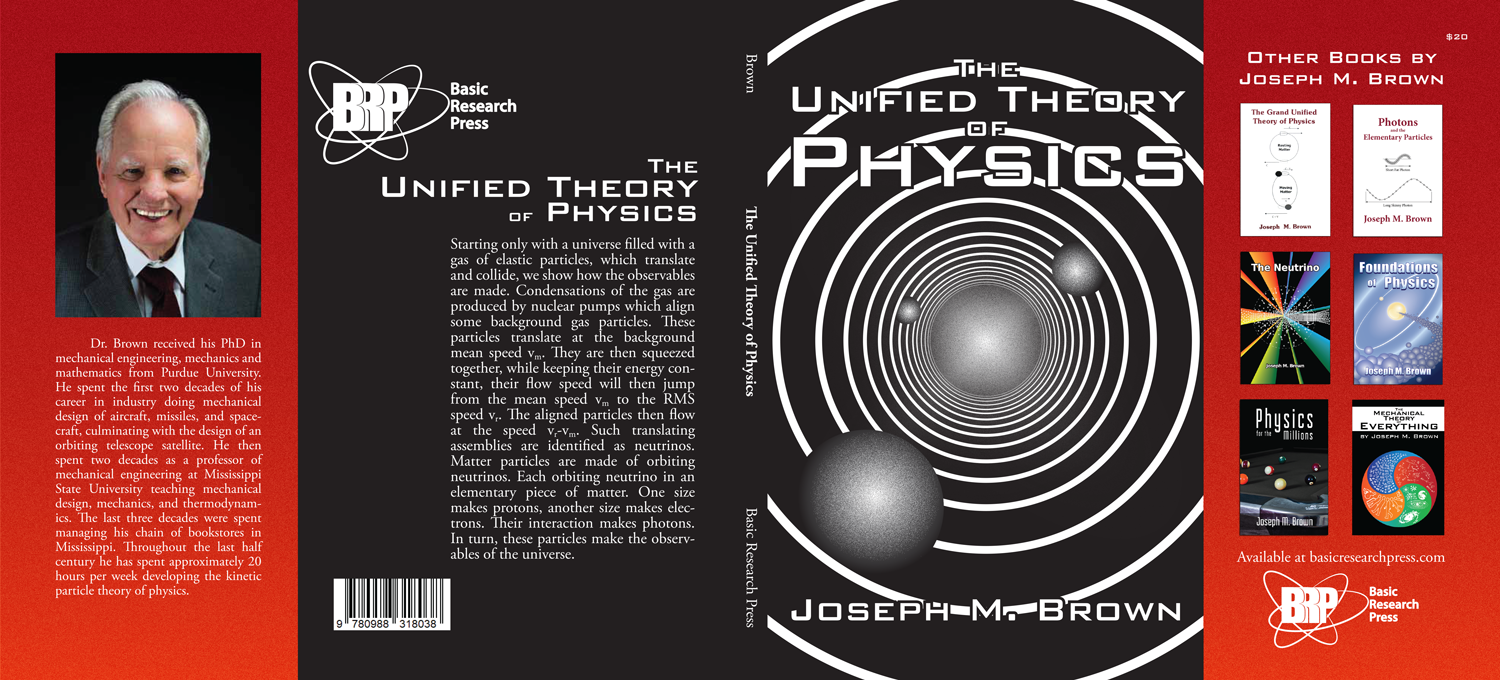 Dr. Brown received his PhD in
mechanical engineering, mechanics and
mathematics from Purdue University.
He spent the first two decades of his
career in industry doing mechanical
design of aircraft, missiles, and space-
craft, culminating with the design of an
orbiting telescope satellite. He then
spent two decades as a professor of
mechanical engineering at Mississippi
State University teaching mechanical
design, mechanics, and thermodynam-
ics. The last three decades were spent
managing his chain of bookstores in
Mississippi. Throughout the last half
century he has spent approximately 20
hours per week developing the kinetic
particle theory of physics.
BRP
Basic
Research
Press
The
Unified Theory
of Physics
Starting only with a universe filled with a
gas of elastic particles, which translate
and collide, we show how the observables
are made. Condensations of the gas are
produced by nuclear pumps which align
some background gas particles. These
particles translate at the background
mean speed vm. They are then squeezed
together, while keeping their energy con-
stant, their flow speed will then jump
from the mean speed vm to the RMS
speed vr. The aligned particles then flow
at the speed vr-vm. Such translating
assemblies are identified as neutrinos.
Matter particles are made of orbiting
neutrinos. Each orbiting neutrino in an
elementary piece of matter. One size
makes protons, another size makes elec-
trons. Their interaction makes photons.
In turn, these particles make the observ-
ables of the universe.
9 780988 318038
Brown
The Unified Theory of Physics
Basic Research Press
The
Unified Theory
of
Physics
Joseph M. Brown
$20
Other Books by
Joseph M. Brown
The Grand Unified
Theory of Physics
Resting
Matter
Moving
Matter
Joseph M. Brown
Photons
and the
Elementary Particles
Short Fat Photon
Long Skinny Photon
Joseph M. Brown
The Neutrino
Joseph M. Brown
Foundations
of Physics
Joseph M. Brown
Physics
for the Millions
Joseph M. Brown
The
Mechanical
Theory
of
Everything
by Joseph M. Brown
Available at basicresearchpress.com
BRP
Basic
Research
Press